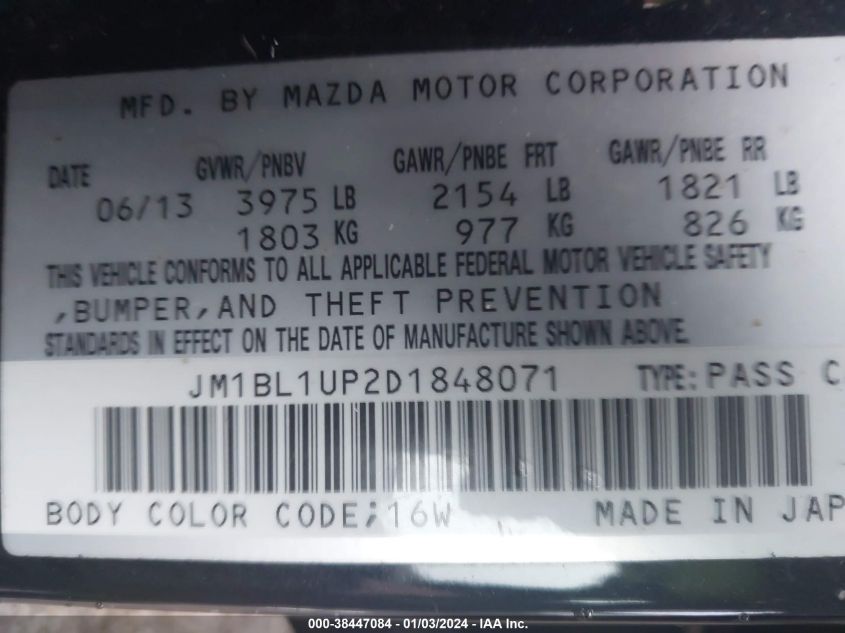 MFD. BY MAZDA MOTOR CORPORATION
DATE GVWR/PNBV GAWR/PNBE FRT GAWR/PNBE RR
06/13 3975 LB 2154 LB 1821 LB
1803 KG 977 KG 826 KG
THIS VEHICLE CONFORMS TO ALL APPLICABLE FEDERAL MOTOR VEHICLE SAFETY
,BUMPER,AND THEFT PREVENTION
STANDARDS IN EFFECT ON THE DATE OF MANUFACTURE SHOWN ABOVE.
JM1BL1UP2D1848071 TYPE: PASS C
BODY COLOR CODE;16W MADE IN JAP
000-38447084 - 01/03/2024 - IAA Inc.